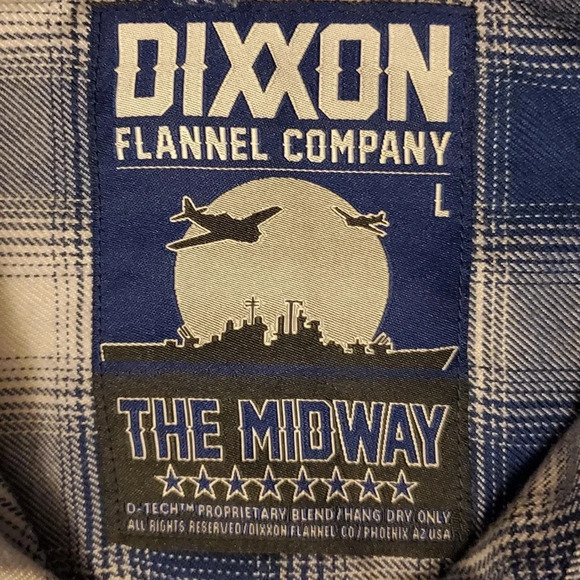 DIXXON
FLANNEL COMPANY
L
THE MIDWAY
D-TECH™ PROPRIETARY BLEND / HANG DRY ONLY
ALL RIGHTS RESERVED / DIXXON FLANNEL CO / PHOENIX AZ USA